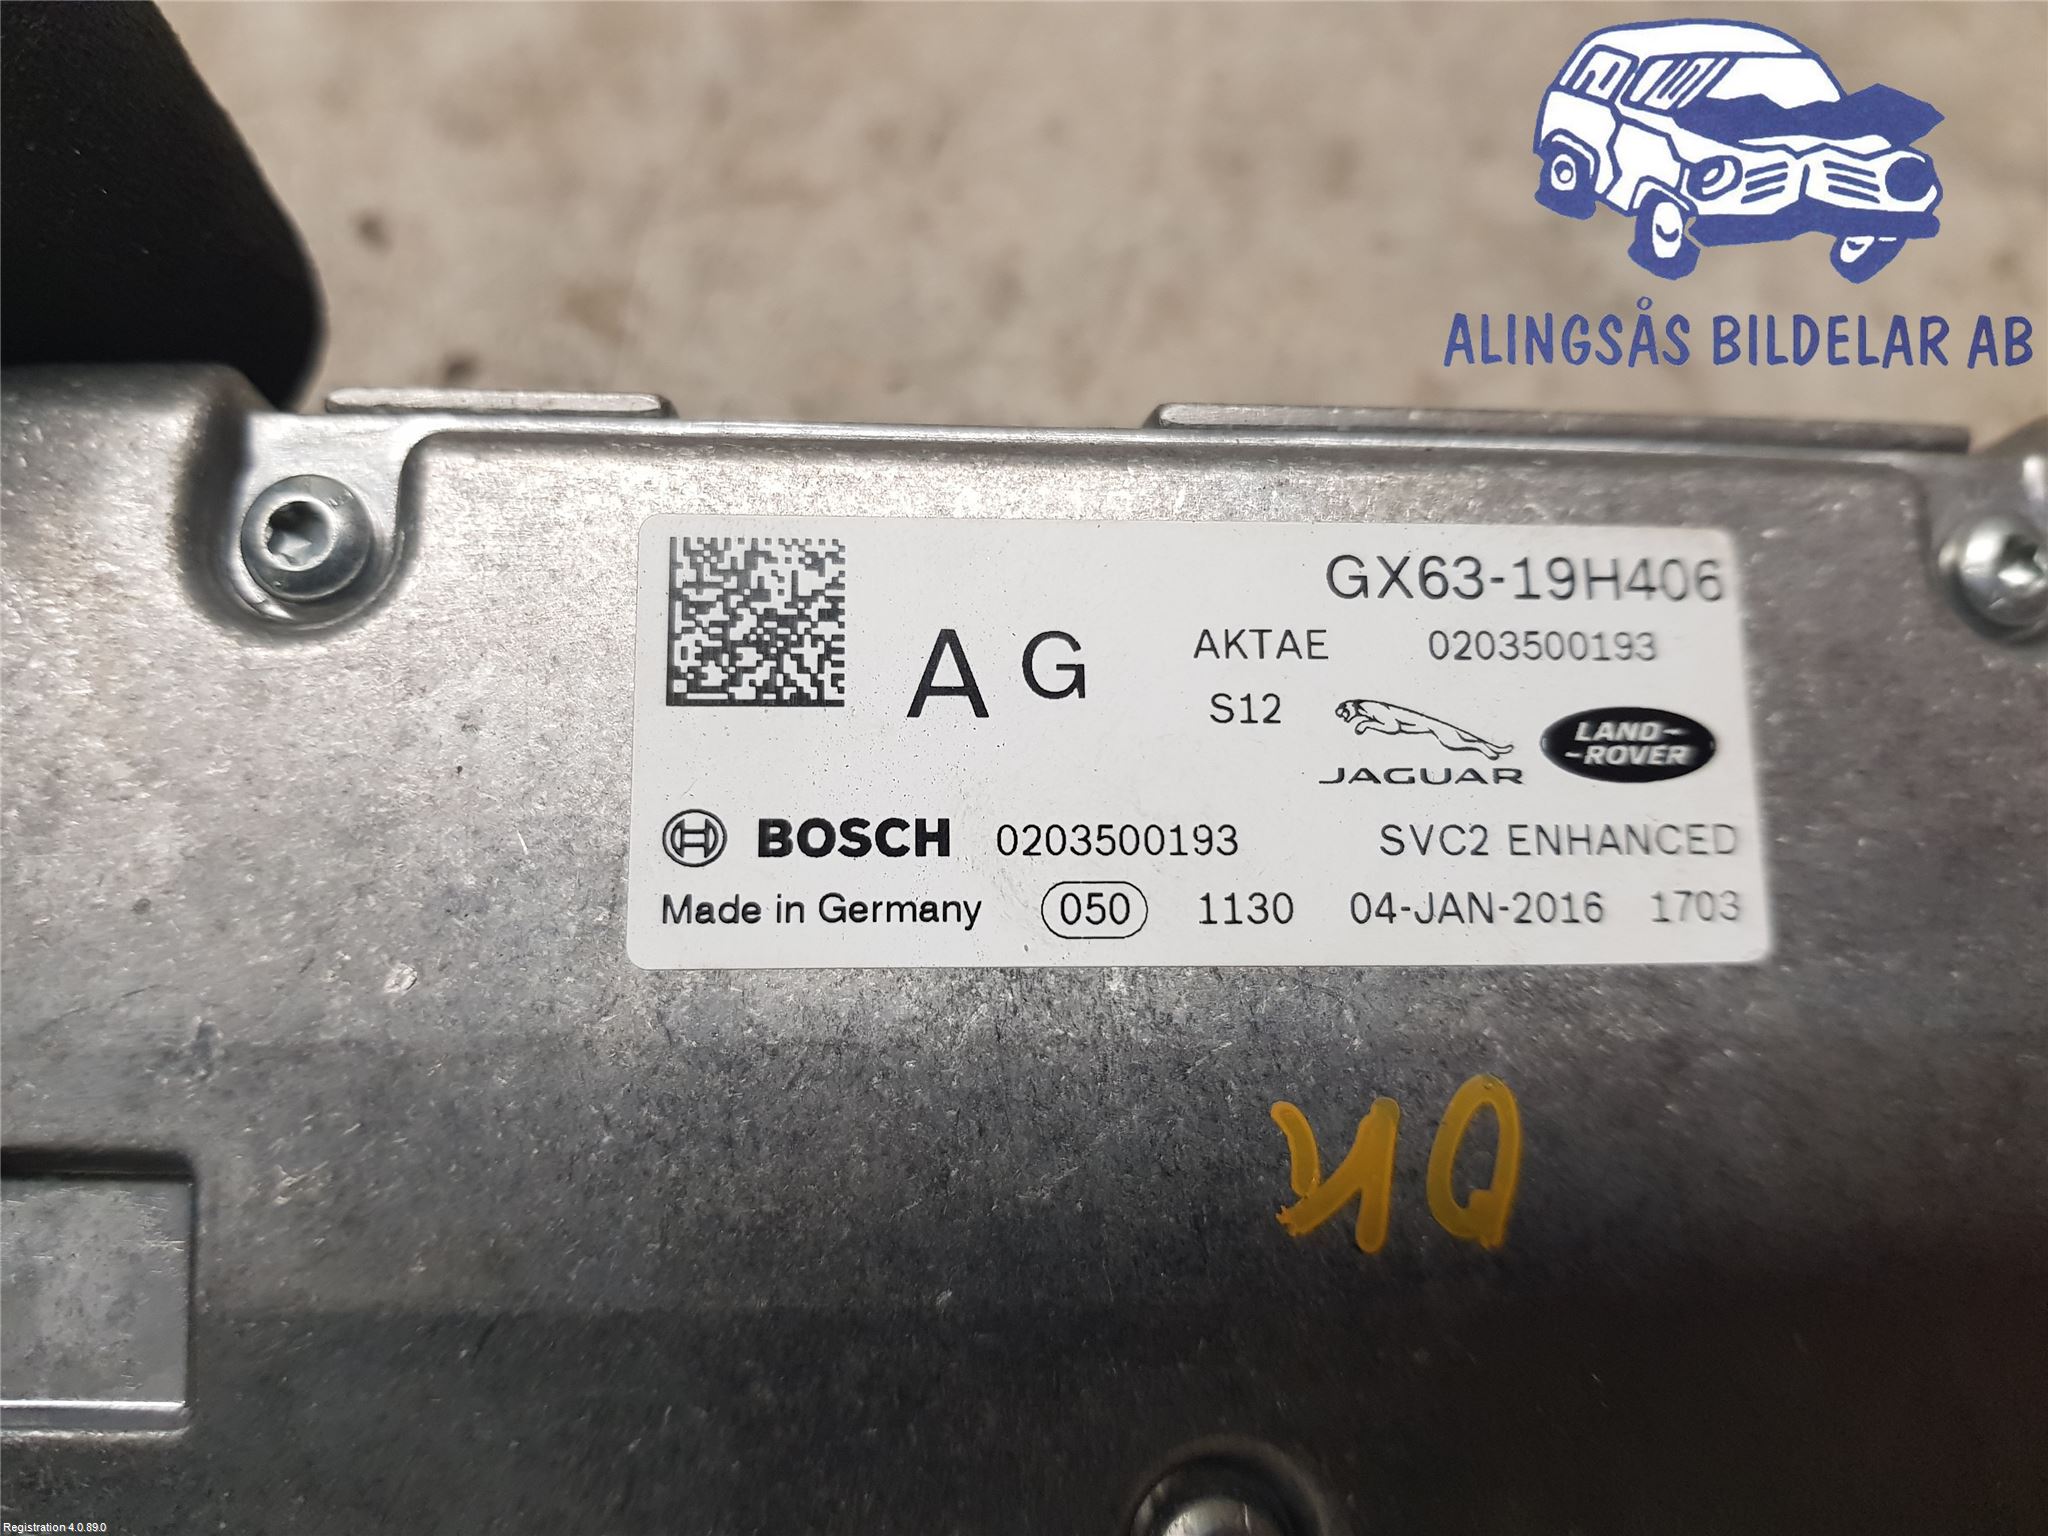 ALINGSÅS BILDELAR AB
GX63-19H406
A G
AKTAE 0203500193
S12
JAGUAR
LAND-
-ROVER
BOSCH 0203500193 SVC2 ENHANCED
Made in Germany 050 1130 04-JAN-2016 1703
Registration 4.0.89.0